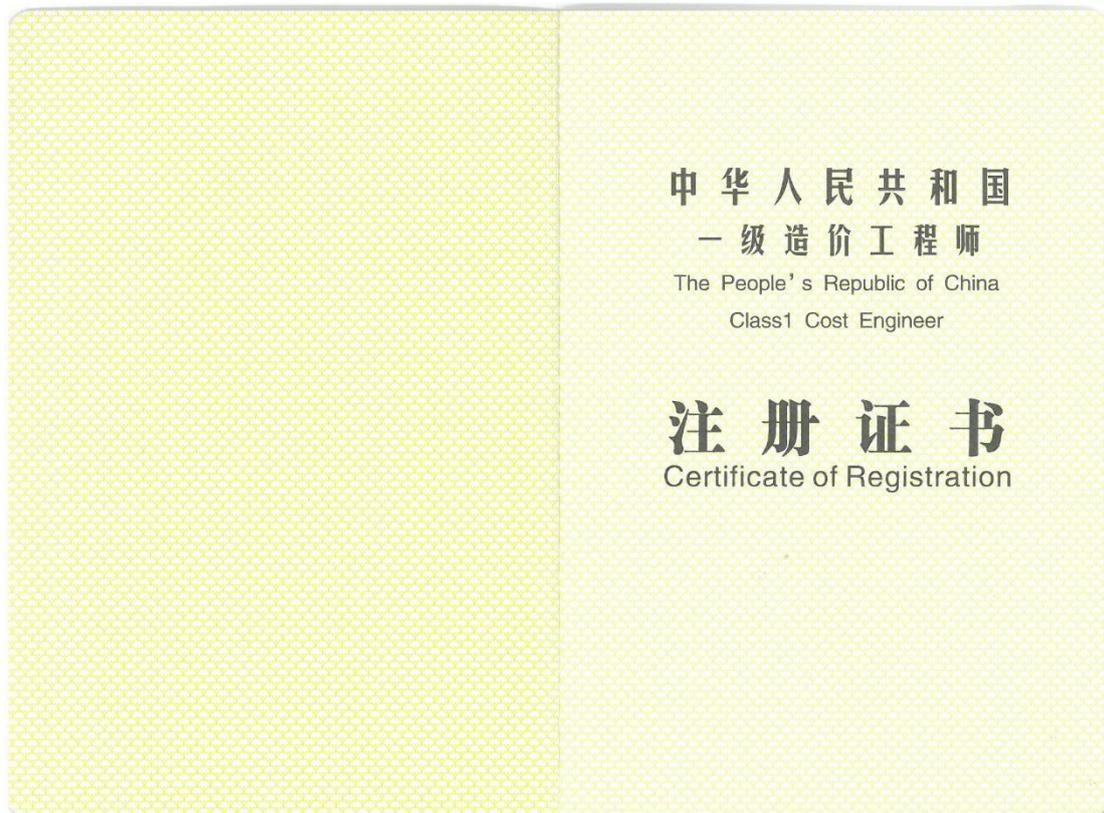 中华人民共和国
一级造价工程师
The People's Republic of China
Class1 Cost Engineer
注册证书
Certificate of Registration